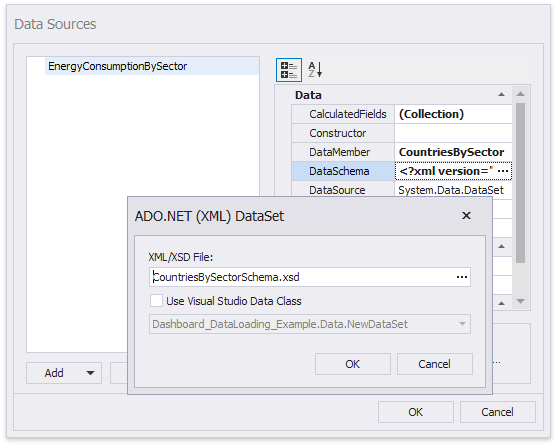 Data Sources
EnergyConsumptionBySector
A
Z
Data
CalculatedFields (Collection)
Constructor
DataMember CountriesBySector
DataSchema <?xml version=" ...
DataSource System.Data.DataSet
ADO.NET (XML) DataSet
XML/XSD File:
CountriesBySectorSchema.xsd ...
Use Visual Studio Data Class
Dashboard_DataLoading_Example.Data.NewDataSet
OK Cancel
...
Add
OK Cancel